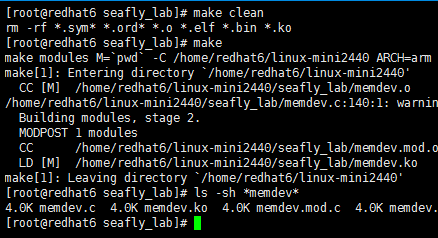 [root@redhat6 seafly_lab]# make clean
rm -rf *.sym* *.ord* *.o *.elf *.bin *.ko
[root@redhat6 seafly_lab]# make
make modules M=`pwd` -C /home/redhat6/linux-mini2440 ARCH=arm
make[1]: Entering directory `/home/redhat6/linux-mini2440'
  CC [M]  /home/redhat6/linux-mini2440/seafly_lab/memdev.o
/home/redhat6/linux-mini2440/seafly_lab/memdev.c:140:1: warnin
  Building modules, stage 2.
  MODPOST 1 modules
  CC      /home/redhat6/linux-mini2440/seafly_lab/memdev.mod.o
  LD [M]  /home/redhat6/linux-mini2440/seafly_lab/memdev.ko
make[1]: Leaving directory `/home/redhat6/linux-mini2440'
[root@redhat6 seafly_lab]# ls -sh *memdev*
4.0K memdev.c  4.0K memdev.ko  4.0K memdev.mod.c  4.0K memdev.
[root@redhat6 seafly_lab]#